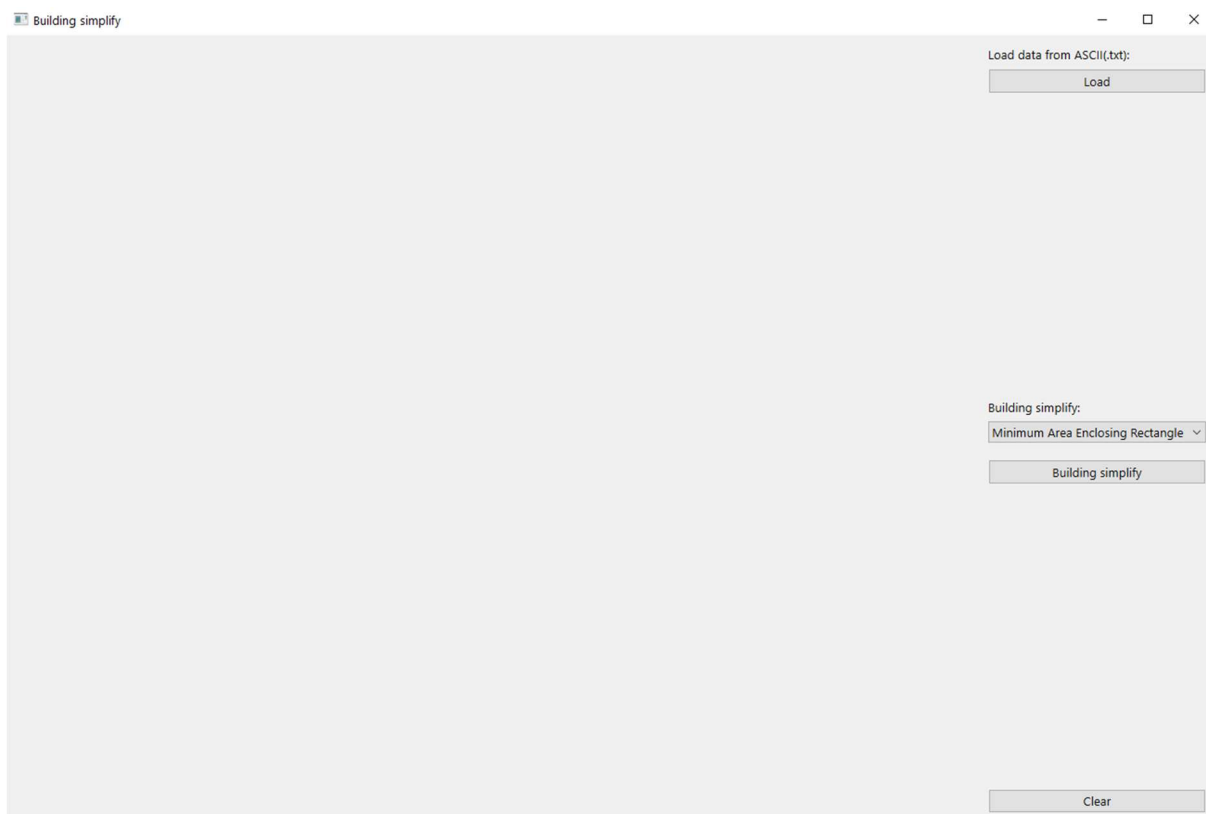 Building simplify
Load data from ASCII(.txt):
Load
Building simplify:
Minimum Area Enclosing Rectangle
Building simplify
Clear